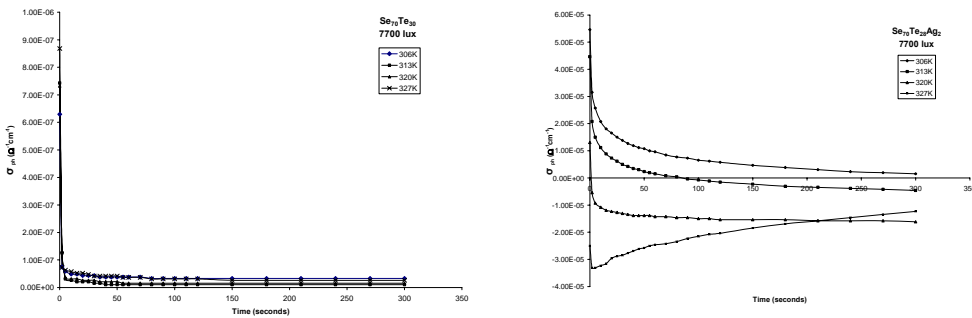 Se70Te30
7700 lux
306K
313K
320K
327K
1.00E-06
9.00E-07
8.00E-07
7.00E-07
6.00E-07
5.00E-07
4.00E-07
3.00E-07
2.00E-07
1.00E-07
0.00E+00
σ ph (Ω-1cm-1)
0
50
100
150
200
250
300
350
Time (seconds)
Se70Te28Ag2
7700 lux
306K
313K
320K
327K
6.00E-05
5.00E-05
4.00E-05
3.00E-05
2.00E-05
1.00E-05
0.00E+00
-1.00E-05
-2.00E-05
-3.00E-05
-4.00E-05
σ ph (Ω-1cm-1)
0
50
100
150
200
250
300
35
Time (seconds)